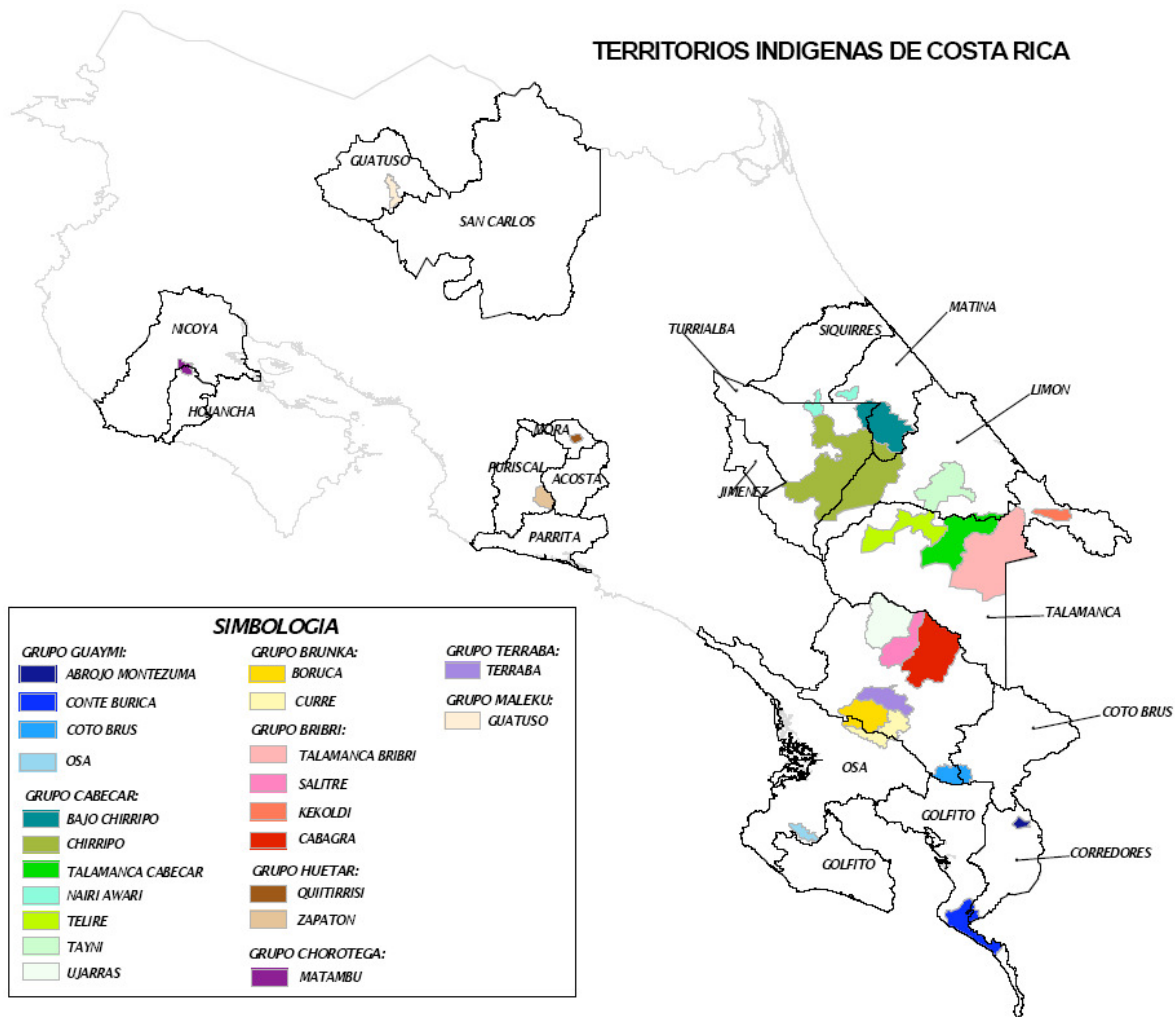 TERRITORIOS INDIGENAS DE COSTA RICA
GUATUSO
SAN CARLOS
NICOYA
HOJANCHA
MORA
PURISCAL
ACOSTA
PARRITA
TURRIALBA
SIQUIRRES
MATINA
LIMON
JIMENEZ
TALAMANCA
COTO BRUS
OSA
GOLFITO
GOLFITO
CORREDORES
SIMBOLOGIA
GRUPO GUAYMI:
ABROJO MONTEZUMA
CONTE BURICA
COTO BRUS
OSA
GRUPO CABECAR:
BAJO CHIRRIPO
CHIRRIPO
TALAMANCA CABECAR
NAIRI AWARI
TELIRE
TAYNI
UJARRAS
GRUPO BRUNKA:
BORUCA
CURRE
GRUPO BRIBRI:
TALAMANCA BRIBRI
SALITRE
KEKOLDI
CABAGRA
GRUPO HUETAR:
QUITIRRISI
ZAPATON
GRUPO CHOROTEGA:
MATAMBU
GRUPO TERRABA:
TERRABA
GRUPO MALEKU:
GUATUSO